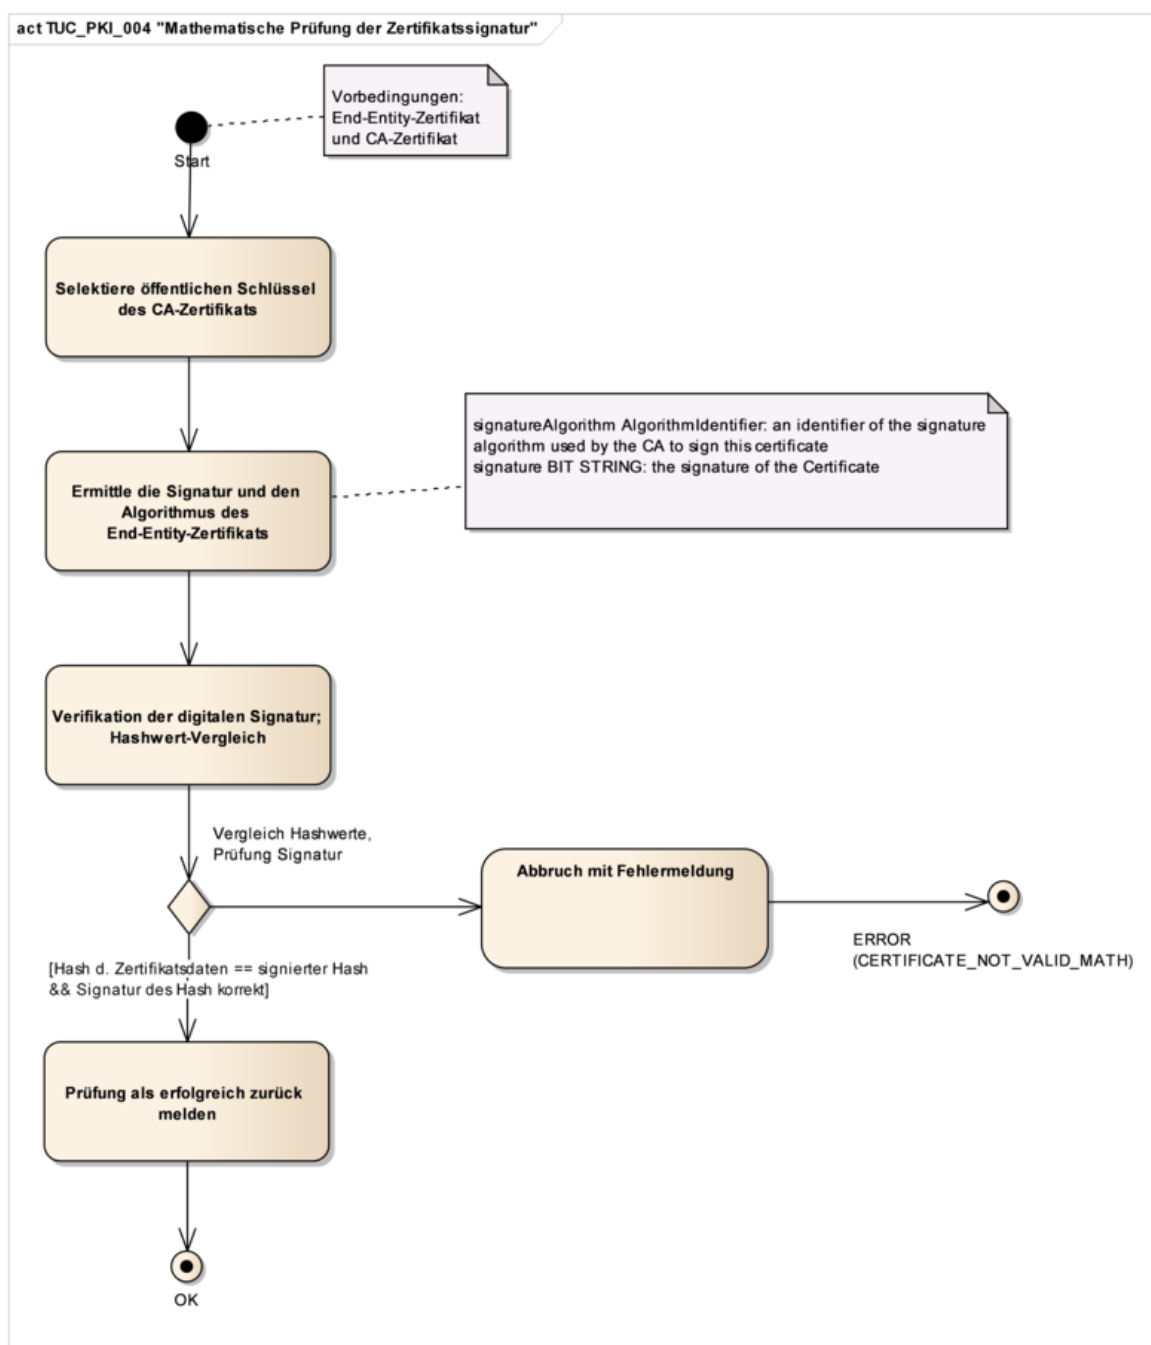 act TUC_PKI_004 "Mathematische Prüfung der Zertifikatssignatur"
Vorbedingungen:
End-Entity-Zertifikat
und CA-Zertifikat
Start
Selektiere öffentlichen Schlüssel
des CA-Zertifikats
signatureAlgorithm AlgorithmIdentifier: an identifier of the signature
algorithm used by the CA to sign this certificate
signature BIT STRING: the signature of the Certificate
Ermittle die Signatur und den
Algorithmus des
End-Entity-Zertifikats
Verifikation der digitalen Signatur;
Hashwert-Vergleich
Vergleich Hashwerte,
Prüfung Signatur
Abbruch mit Fehlermeldung
ERROR
(CERTIFICATE_NOT_VALID_MATH)
[Hash d. Zertifikatsdaten == signierter Hash
&& Signatur des Hash korrekt]
Prüfung als erfolgreich zurück
melden
OK